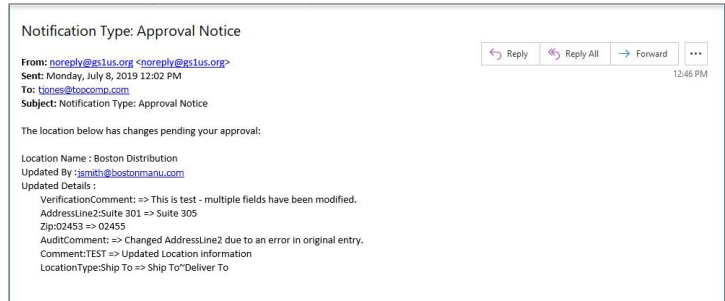 Notification Type: Approval Notice
Reply
Reply All
Forward
...
From: noreply@gs1us.org <noreply@gs1us.org>
Sent: Monday, July 8, 2019 12:02 PM
12:46 PM
To: tjones@topcomp.com
Subject: Notification Type: Approval Notice
The location below has changes pending your approval:
Location Name : Boston Distribution
Updated By :jsmith@bostonmanu.com
Updated Details :
VerificationComment: => This is test - multiple fields have been modified.
AddressLine2:Suite 301 => Suite 305
Zip:02453 => 02455
AuditComment: => Changed AddressLine2 due to an error in original entry.
Comment:TEST => Updated Location information
LocationType:Ship To => Ship To~Deliver To